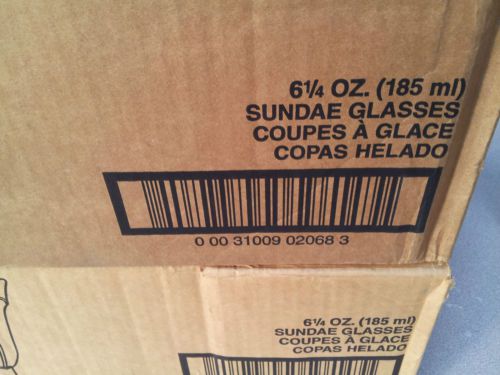 6¼ OZ. (185 ml)
SUNDAE GLASSES
COUPES À GLACE
COPAS HELADO
0 00 31009 02068 3
6¼ OZ. (185 ml)
SUNDAE GLASSES
COUPES À GLACE
COPAS HELADO